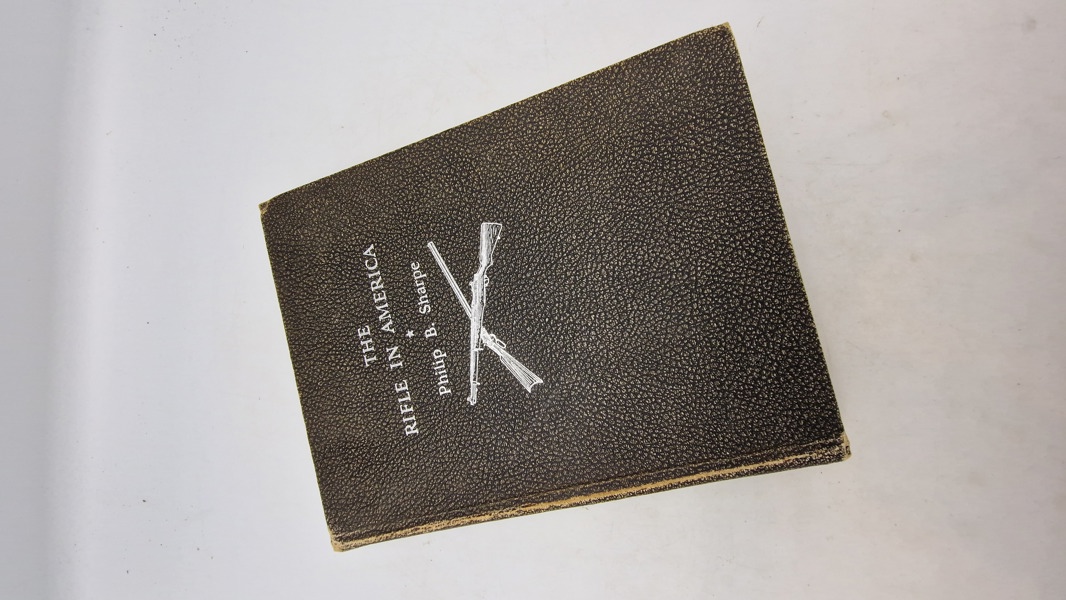 THE
RIFLE IN AMERICA
★
Philip B. Sharpe